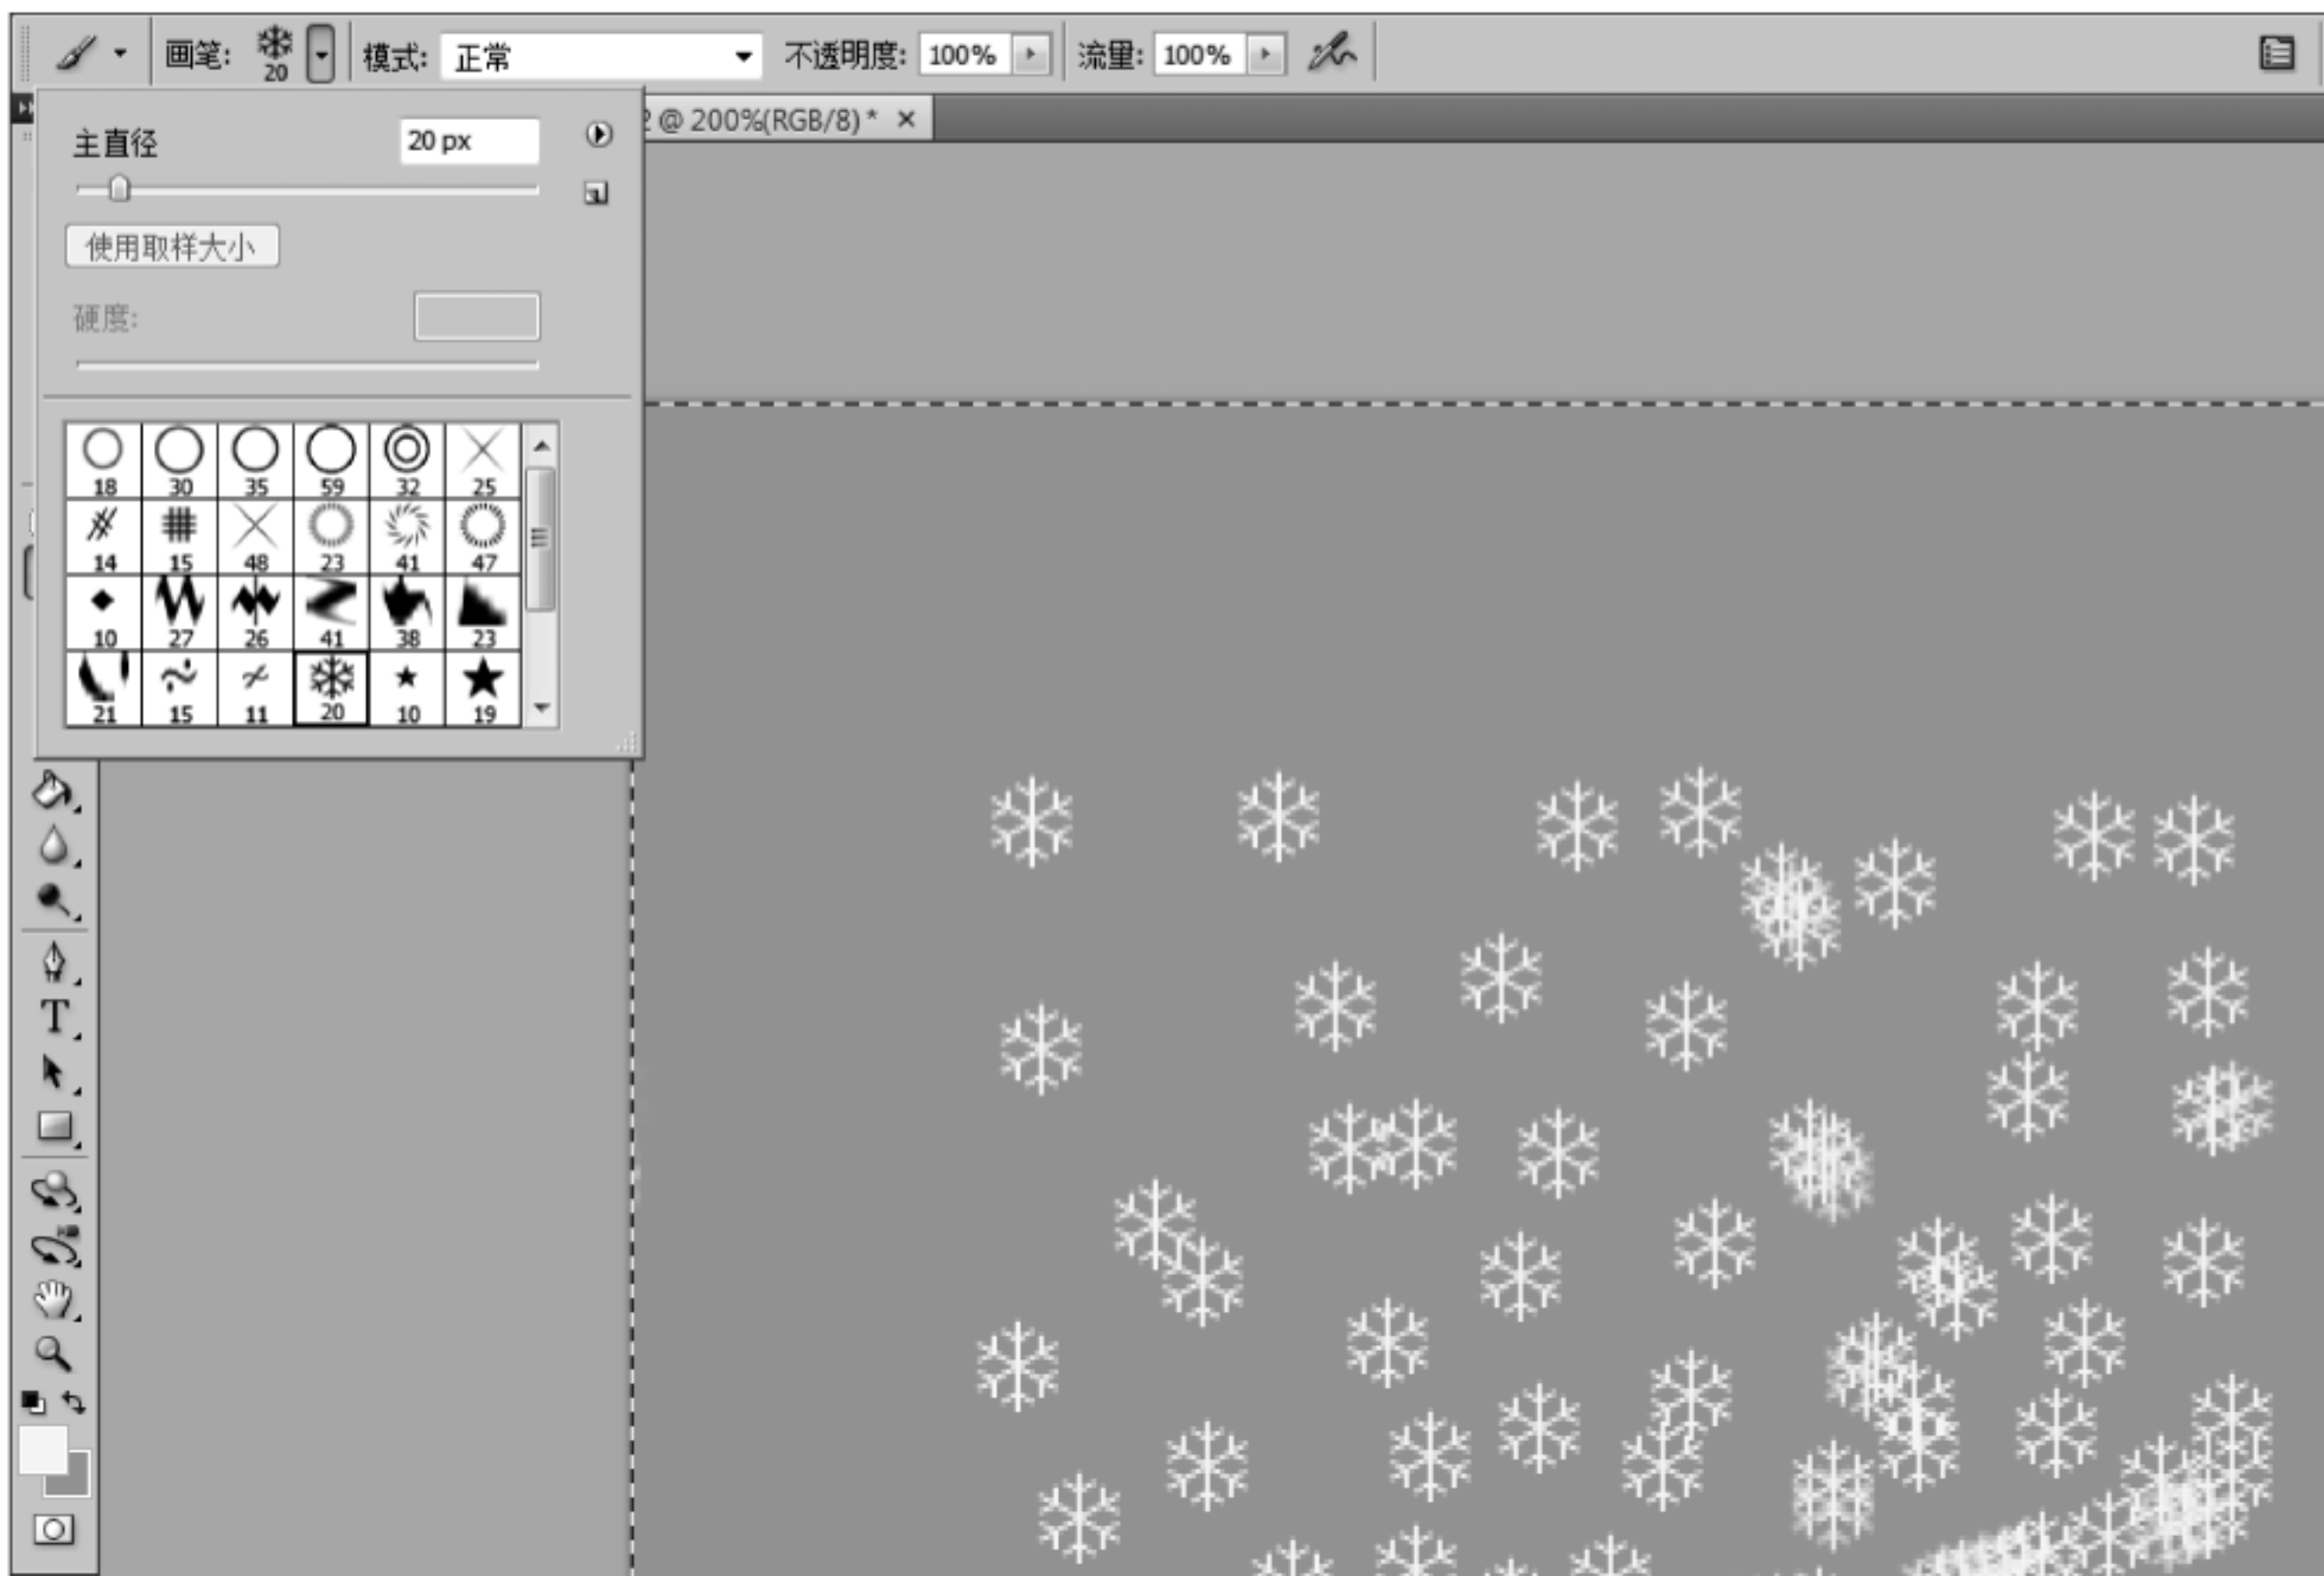 画笔: 20 模式: 正常 不透明度: 100% 流量: 100%
2 @ 200%(RGB/8) * ×
主直径 20 px
使用取样大小
硬度:
18 30 35 59 32 25
14 15 48 23 41 47
10 27 26 41 38 23
21 15 11 20 10 19
T